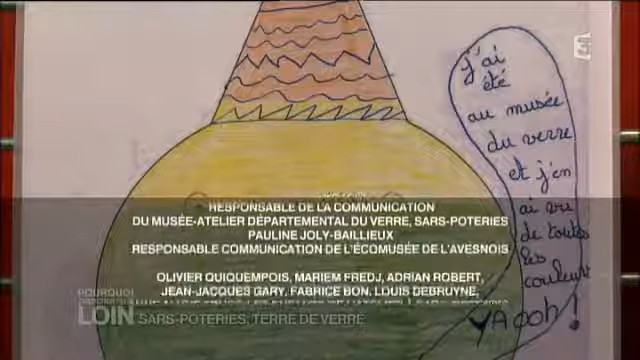 j'ai
été
au musée
du verre
et j'en
ai vu
de toutes
les
couleurs
YAooh !
3
RESPONSABLE DE LA COMMUNICATION
DU MUSÉE-ATELIER DÉPARTEMENTAL DU VERRE, SARS-POTERIES
PAULINE JOLY-BAILLIEUX
RESPONSABLE COMMUNICATION DE L'ÉCOMUSÉE DE L'AVESNOIS
OLIVIER QUIQUEMPOIS, MARIEM FREDJ, ADRIAN ROBERT,
JEAN-JACQUES GARY, FABRICE BON, LOUIS DEBRUYNE,
POURQUOI
LOIN
SARS-POTERIES, TERRE DE VERRE